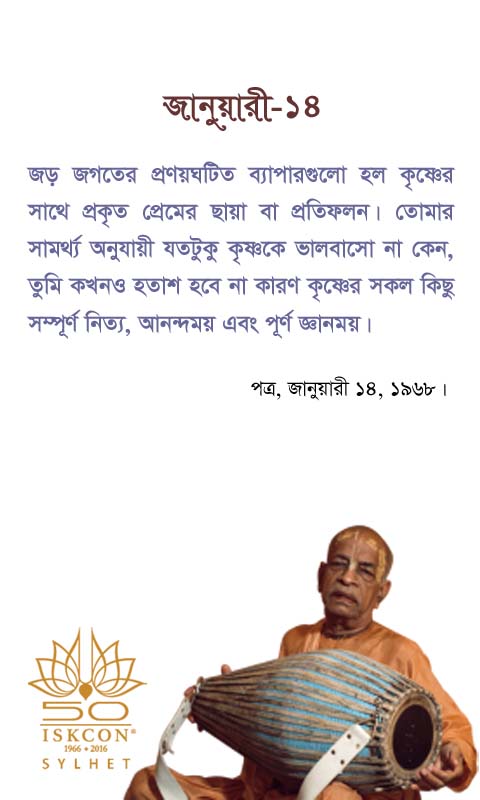 জানুয়ারী-১৪
জড় জগতের প্রণয়ঘটিত ব্যাপারগুলো হল কৃষ্ণের
সাথে প্রকৃত প্রেমের ছায়া বা প্রতিফলন। তোমার
সামর্থ্য অনুযায়ী যতটুকু কৃষ্ণকে ভালবাসো না কেন,
তুমি কখনও হতাশ হবে না কারণ কৃষ্ণের সকল কিছু
সম্পূর্ণ নিত্য, আনন্দময় এবং পূর্ণ জ্ঞানময়।
পত্র, জানুয়ারী ১৪, ১৯৬৮।
50
ISKCON®
1966 • 2016
SYLHET